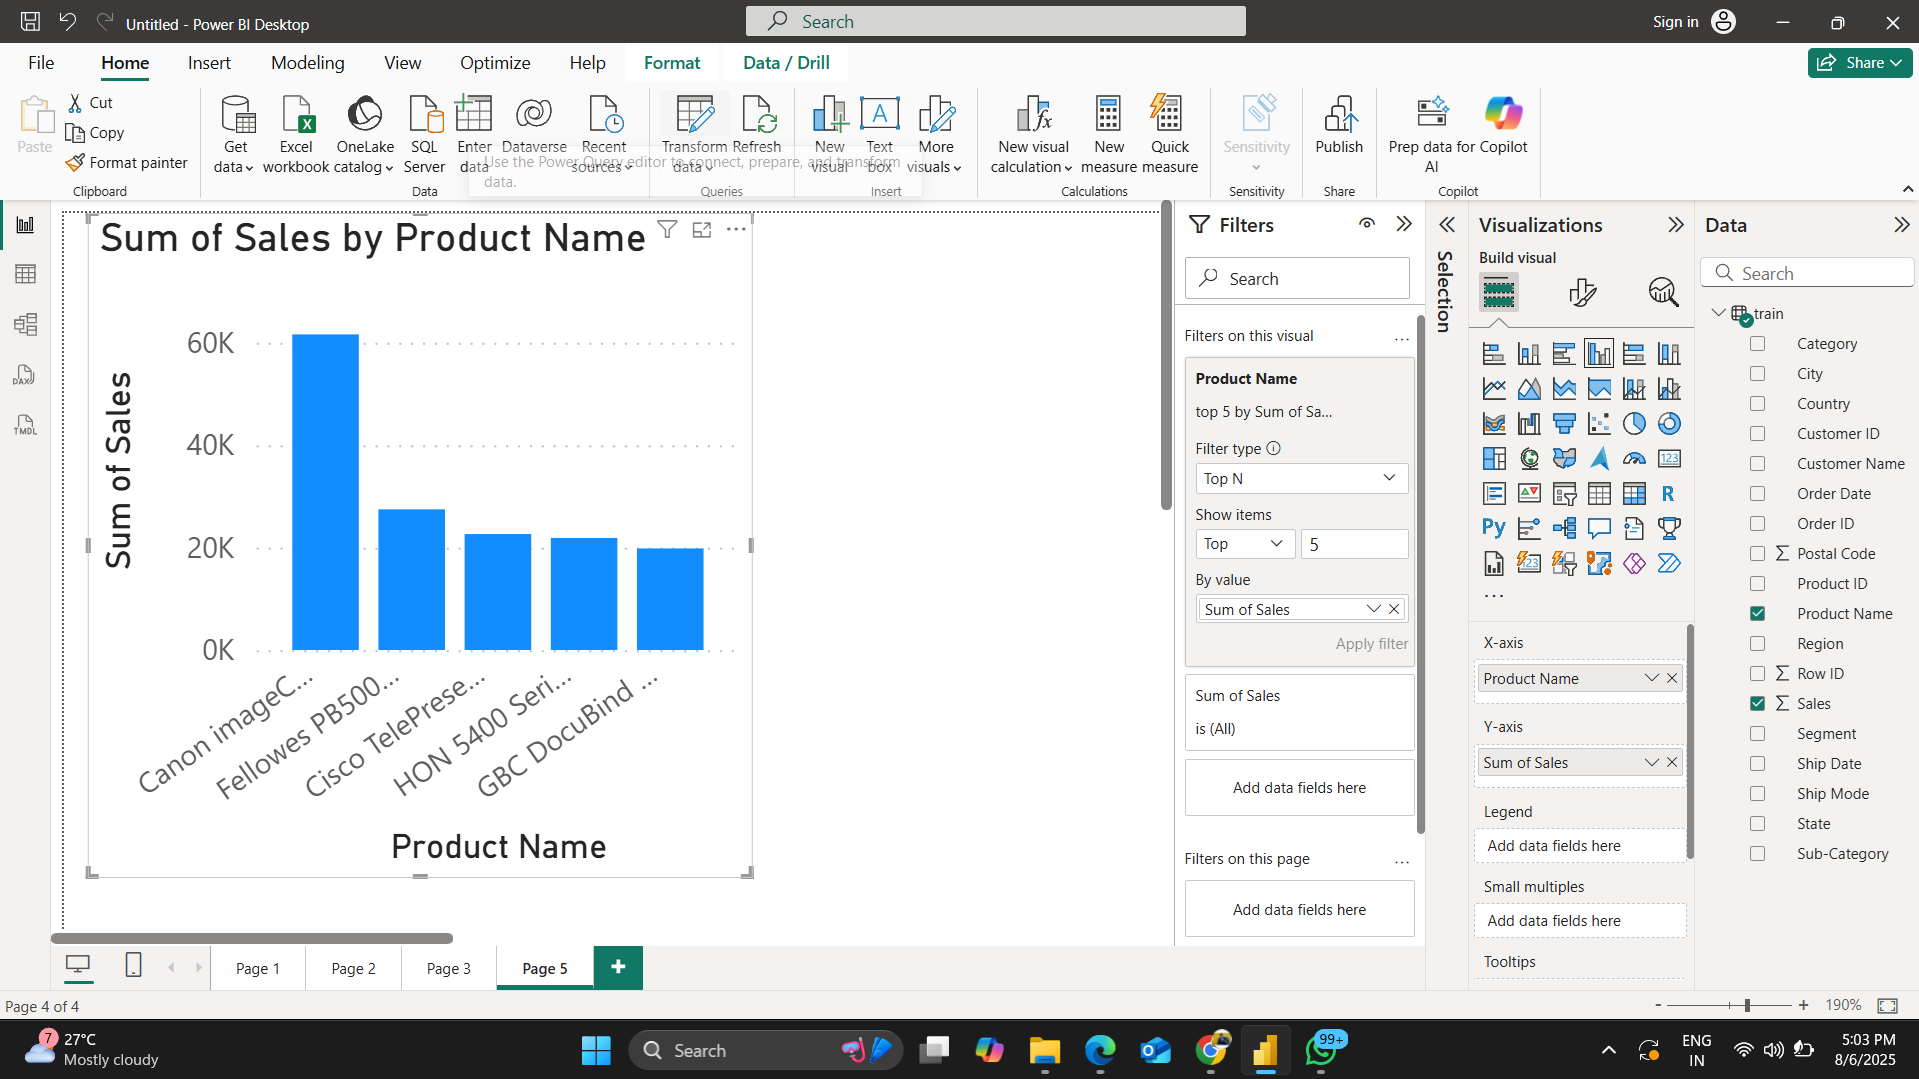 Untitled - Power BI Desktop
Search
Sign in
File
Home
Insert
Modeling
View
Optimize
Help
Format
Data / Drill
Share
Paste
Cut
Copy
Format painter
Clipboard
Get
data
Excel
workbook
OneLake
catalog
SQL
Server
Enter
data
Dataverse
Recent
sources
Data
Transform
data
Refresh
Queries
Use the Power Query editor to connect, prepare, and transform
data.
New
visual
Text
box
More
visuals
Insert
New visual
calculation
New
measure
Quick
measure
Calculations
Sensitivity
Sensitivity
Publish
Share
Prep data for
AI
Copilot
Copilot
DAX
TMDL
Sum of Sales by Product Name
Sum of Sales
60K
40K
20K
0K
Canon imageC...
Fellowes PB500...
Cisco TelePrese...
HON 5400 Seri...
GBC DocuBind ...
Product Name
Filters
Search
Filters on this visual
...
Product Name
top 5 by Sum of Sa...
Filter type
Top N
Show items
Top
5
By value
Sum of Sales
Apply filter
Sum of Sales
is (All)
Add data fields here
Filters on this page
...
Add data fields here
Selection
Visualizations
Build visual
123
R
Py
123
...
X-axis
Product Name
Y-axis
Sum of Sales
Legend
Add data fields here
Small multiples
Add data fields here
Tooltips
Data
Search
train
Category
City
Country
Customer ID
Customer Name
Order Date
Order ID
Σ Postal Code
Product ID
Product Name
Region
Σ Row ID
Σ Sales
Segment
Ship Date
Ship Mode
State
Sub-Category
Page 1
Page 2
Page 3
Page 5
+
Page 4 of 4
- + 190%
7
27°C
Mostly cloudy
Search
99+
ENG
IN
5:03 PM
8/6/2025